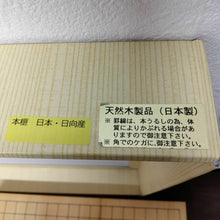 本榧 日本・日向産
天然木製品（日本製）
※ 罫線は、本うるしの為、体
質によりかぶれる場合があ
りますので御注意下さい。
※ 角でのケガに、御注意下さい。